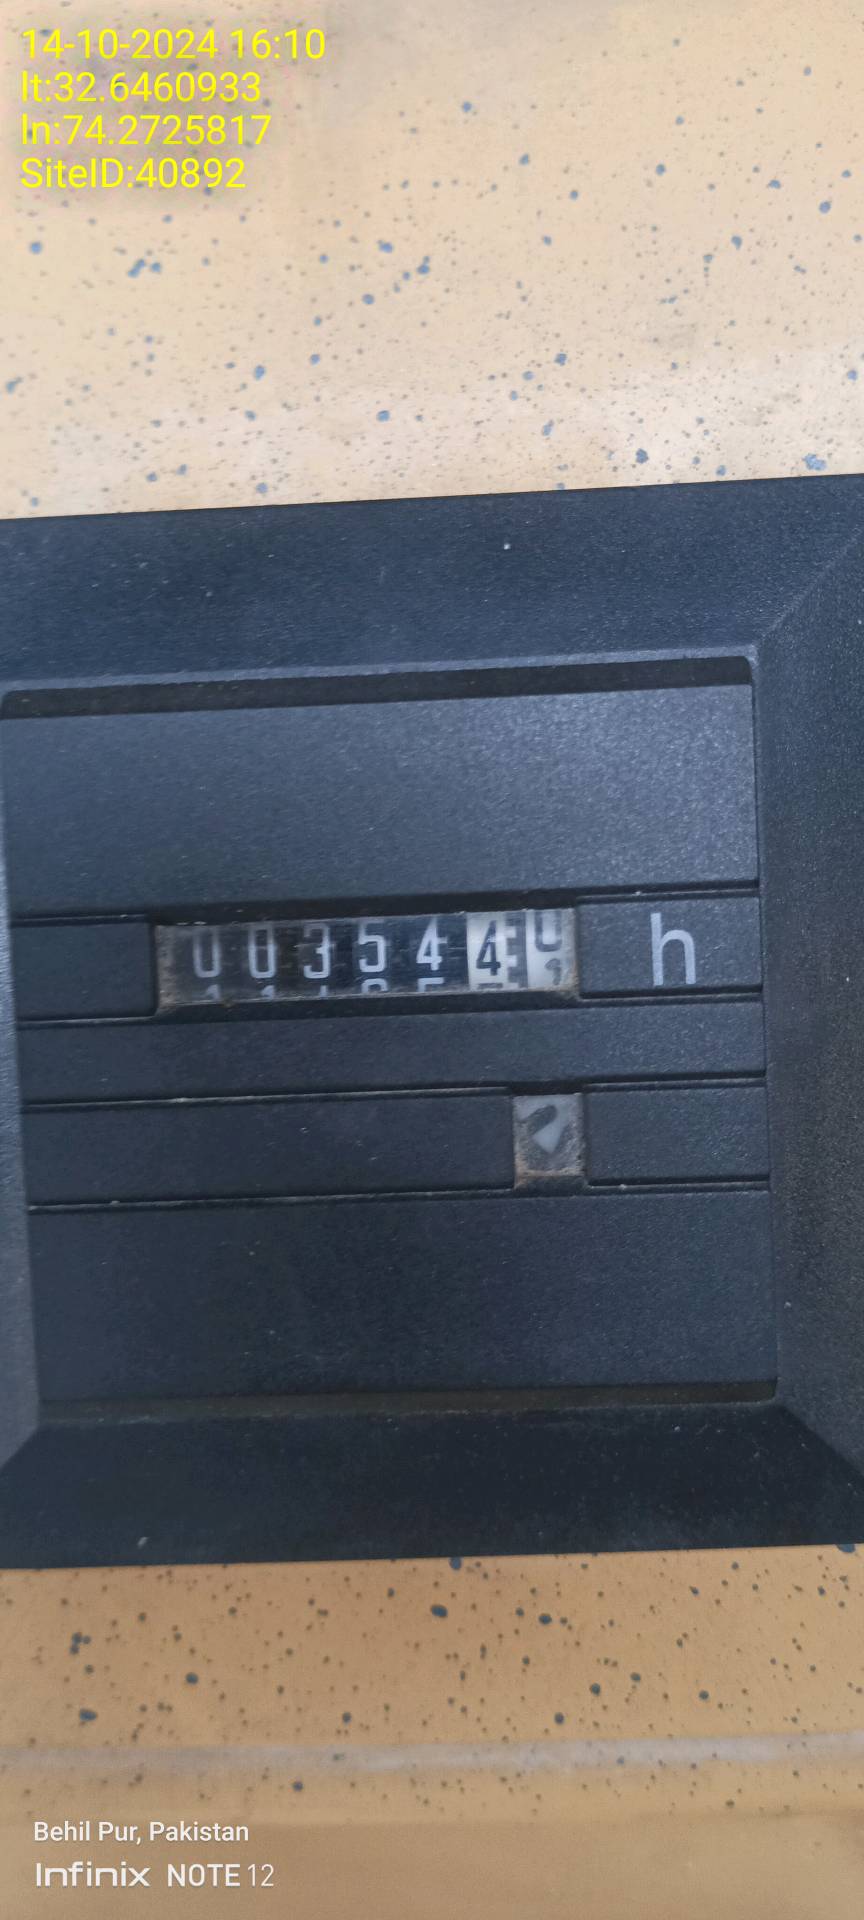 14-10-2024 16:10
lt:32.6460933
ln:74.2725817
SiteID:40892
0035440 h
Behil Pur, Pakistan
Infinix NOTE 12